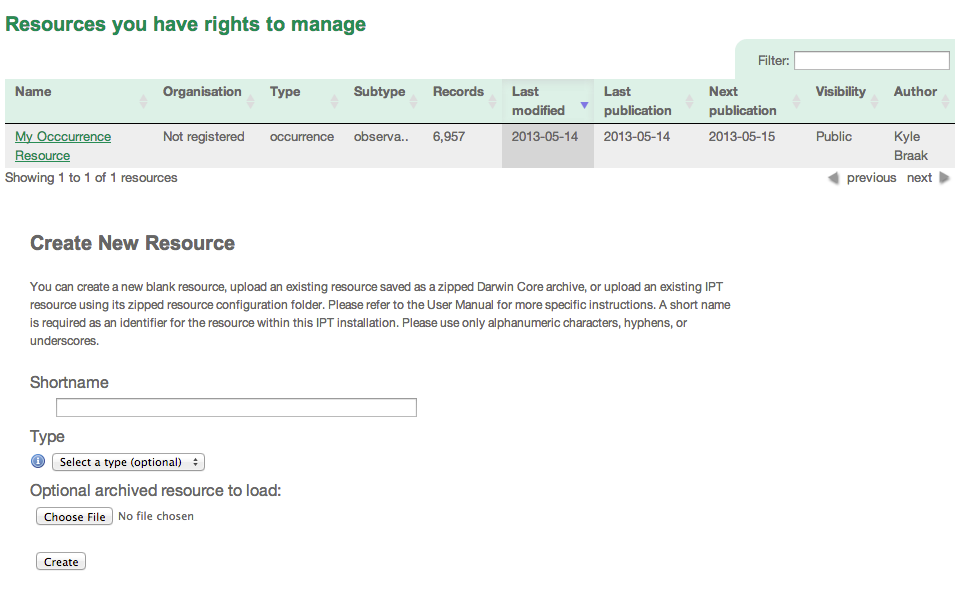 Resources you have rights to manage
Filter:
Name Organisation Type Subtype Records Last modified Last publication Next publication Visibility Author
My Occcurrence Resource Not registered occurrence observa.. 6,957 2013-05-14 2013-05-14 2013-05-15 Public Kyle Braak
Showing 1 to 1 of 1 resources previous next
Create New Resource
You can create a new blank resource, upload an existing resource saved as a zipped Darwin Core archive, or upload an existing IPT
resource using its zipped resource configuration folder. Please refer to the User Manual for more specific instructions. A short name
is required as an identifier for the resource within this IPT installation. Please use only alphanumeric characters, hyphens, or
underscores.
Shortname
Type
Select a type (optional)
Optional archived resource to load:
Choose File No file chosen
Create